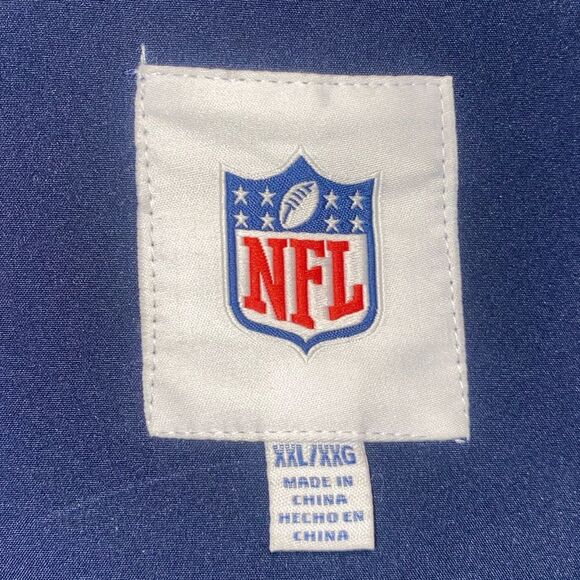 NFL
XXL/XXG
MADE IN
CHINA
HECHO EN
CHINA